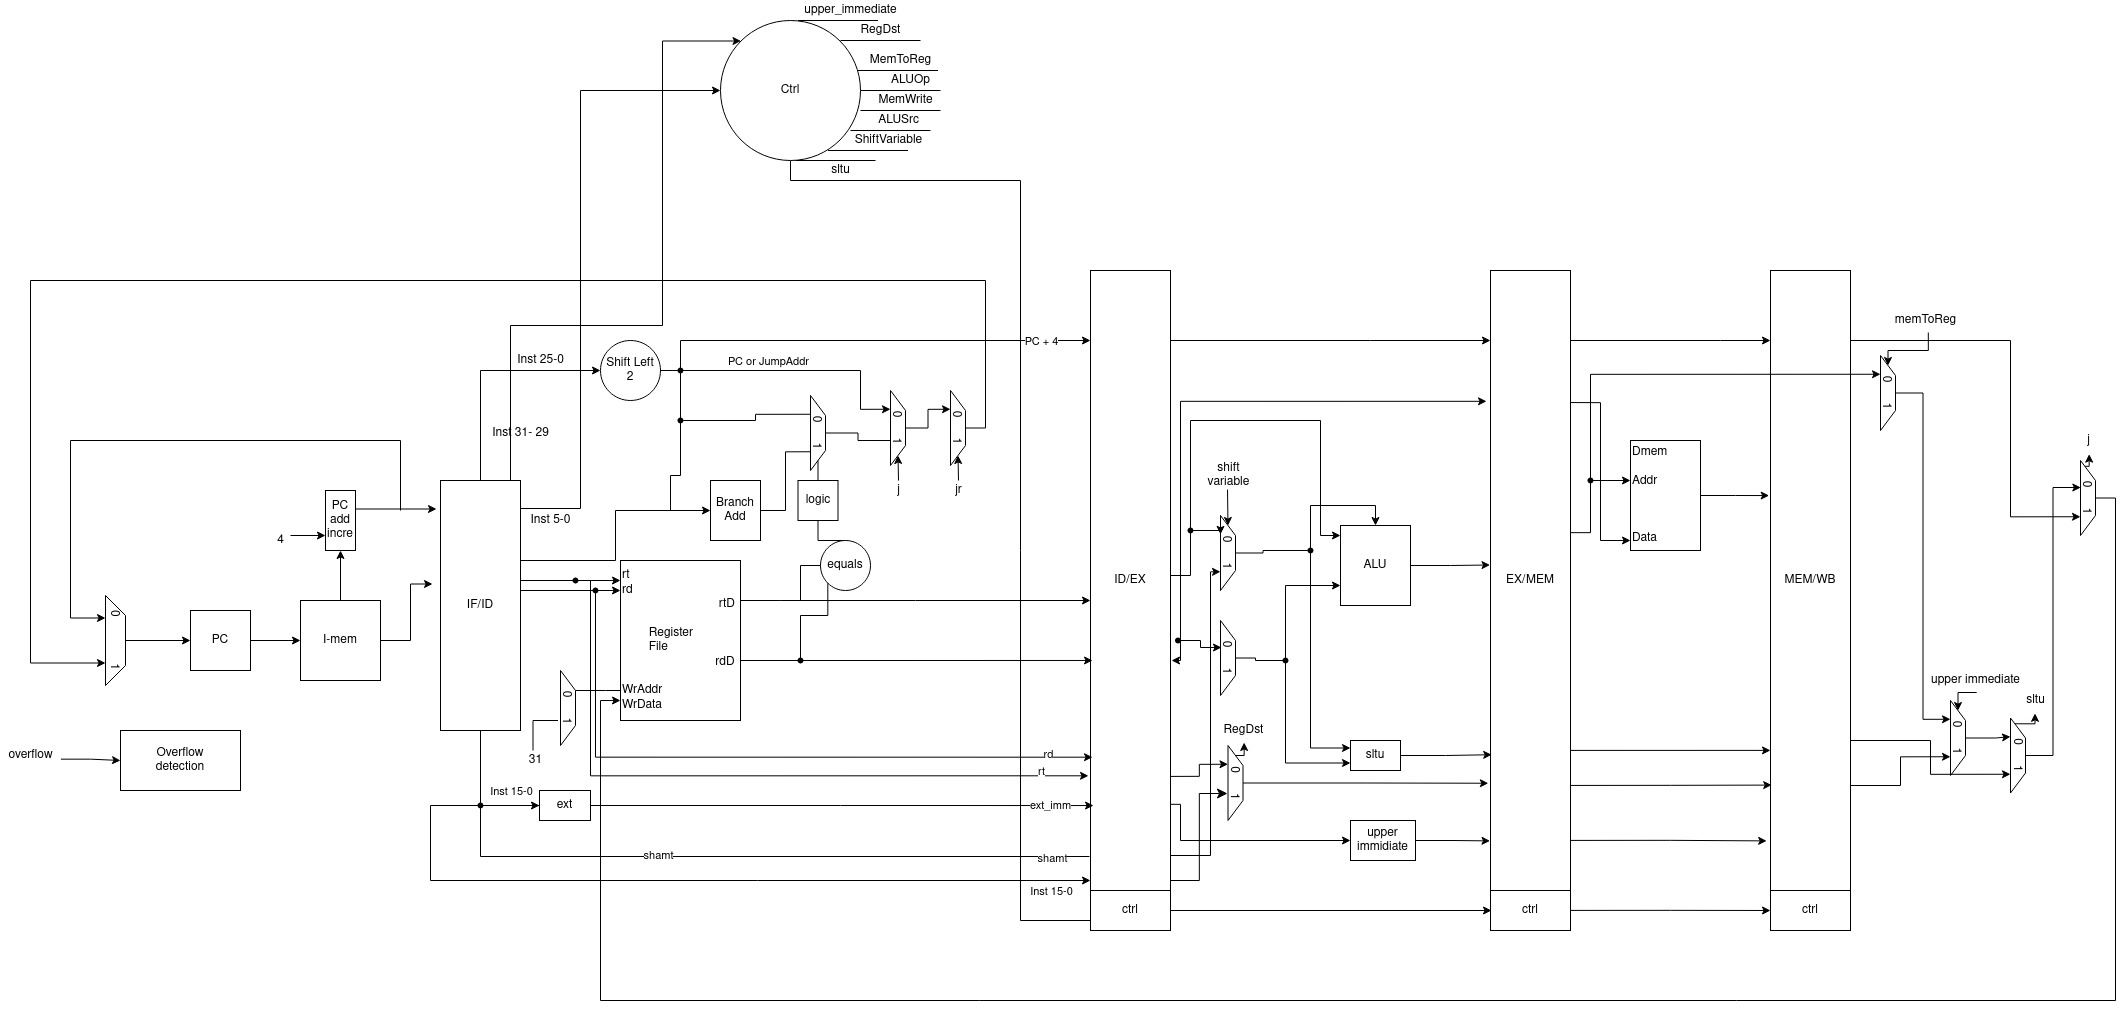 upper_immediate
RegDst
MemToReg
ALUOp
MemWrite
ALUSrc
ShiftVariable
sltu
Ctrl
Inst 25-0
Shift Left
2
PC or JumpAddr
PC + 4
Inst 31- 29
0
1
0
1
0
1
j
jr
logic
equals
Branch
Add
Inst 5-0
PC
add
incre
4
0
1
PC
I-mem
IF/ID
rt
rd
rtD
Register
File
rdD
WrAddr
WrData
0
1
31
overflow
Overflow
detection
Inst 15-0
ext
rd
rt
ext_imm
shamt
shamt
Inst 15-0
ID/EX
ctrl
shift
variable
0
1
0
1
ALU
RegDst
0
1
sltu
upper
immidiate
EX/MEM
ctrl
Dmem
Addr
Data
MEM/WB
ctrl
memToReg
0
1
upper immediate
0
1
sltu
0
1
j
0
1